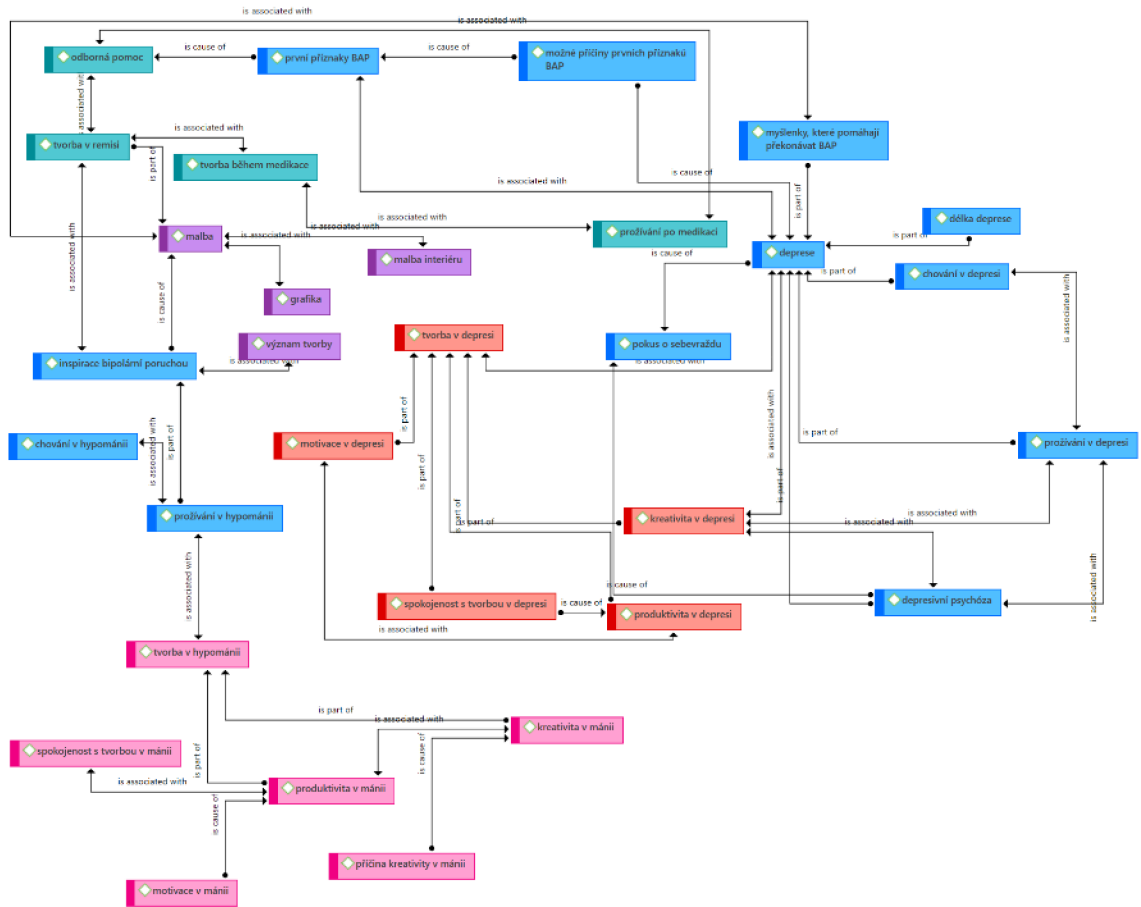 is associated with
odborná pomoc
is cause of
první příznaky BAP
is cause of
možné příčiny prvních příznaků
BAP
is associated with
tvorba v remisi
is associated with
is part of
tvorba během medikace
myšlenky, které pomáhají
překonávat BAP
is cause of
is associated with
is part of
is associated with
délka deprese
is part of
malba
is associated with
prožívání po medikaci
is associated with
malba interiéru
is cause of
deprese
is part of
chování v depresi
grafika
is cause of
tvorba v depresi
is associated with
význam tvorby
pokus o sebevraždu
is associated with
inspirace bipolární poruchou
is associated with
is associated with
is part of
is associated with
is part of
chování v hypománii
motivace v depresi
is part of
prožívání v depresi
is part of
is part of
prožívání v hypománii
is part of
kreativita v depresi
is associated with
is associated with
is part of
is associated with
is cause of
is associated with
spokojenost s tvorbou v depresi
is cause of
produktivita v depresi
depresivní psychóza
is associated with
tvorba v hypománii
is part of
is associated with
kreativita v mánii
spokojenost s tvorbou v mánii
is part of
is cause of
is associated with
produktivita v mánii
is cause of
příčina kreativity v mánii
motivace v mánii